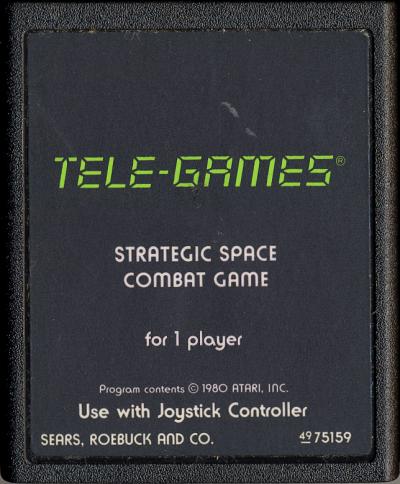 TELE-GAMES®
STRATEGIC SPACE
COMBAT GAME
for 1 player
Program contents © 1980 ATARI, INC.
Use with Joystick Controller
SEARS, ROEBUCK AND CO. 49 75159